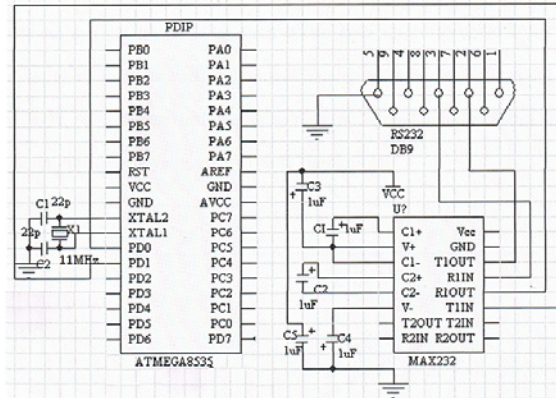 PDIP
PB0 PA0
PB1 PA1
PB2 PA2
PB3 PA3
PB4 PA4
PB5 PA5
PB6 PA6
PB7 PA7
RST AREF
VCC GND
GND AVCC
XTAL2 PC7
XTAL1 PC6
PD0 PC5
PD1 PC4
PD2 PC3
PD3 PC2
PD4 PC1
PD5 PC0
PD6 PD7
ATMEGA8535
C1 22p
22p X1
C2 11MHz
5 9 4 8 3 7 2 6 1
RS232
DB9
VCC
C3
1uF
U?
C1 1uF
C2
1uF
C5
1uF
C4
1uF
C1+ Vcc
V+ GND
C1- T1OUT
C2+ R1IN
C2- R1OUT
V- T1IN
T2OUT T2IN
R2IN R2OUT
MAX232